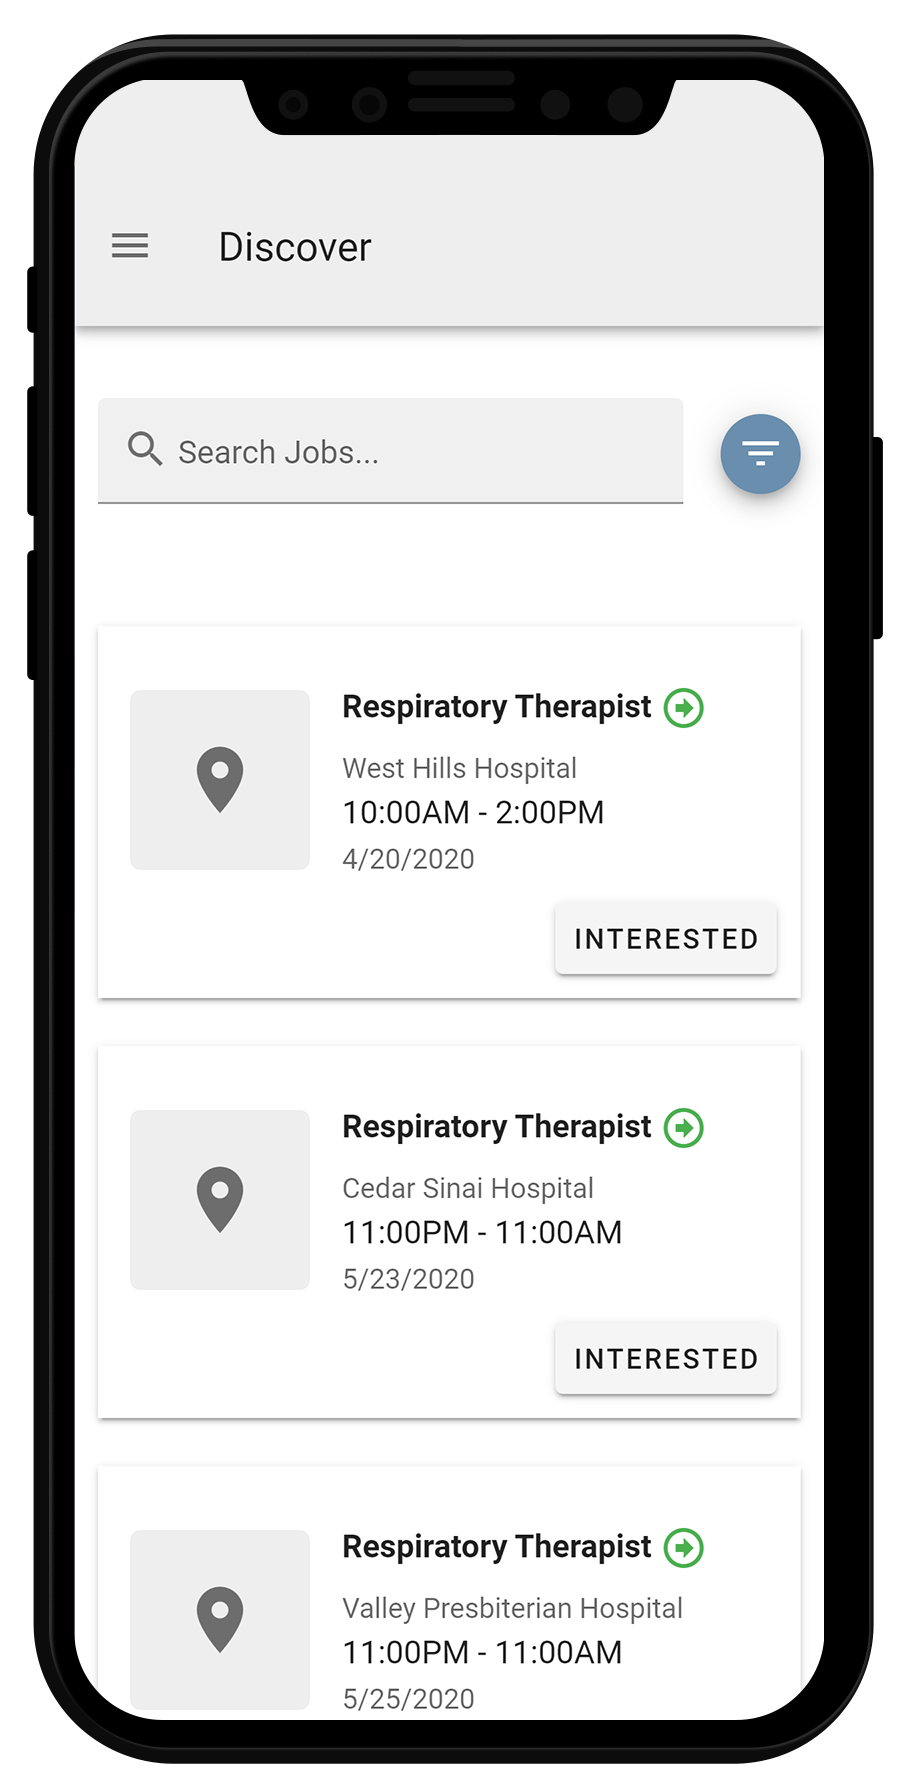 Discover
Search Jobs...
Respiratory Therapist
West Hills Hospital
10:00AM - 2:00PM
4/20/2020
INTERESTED
Respiratory Therapist
Cedar Sinai Hospital
11:00PM - 11:00AM
5/23/2020
INTERESTED
Respiratory Therapist
Valley Presbiterian Hospital
11:00PM - 11:00AM
5/25/2020